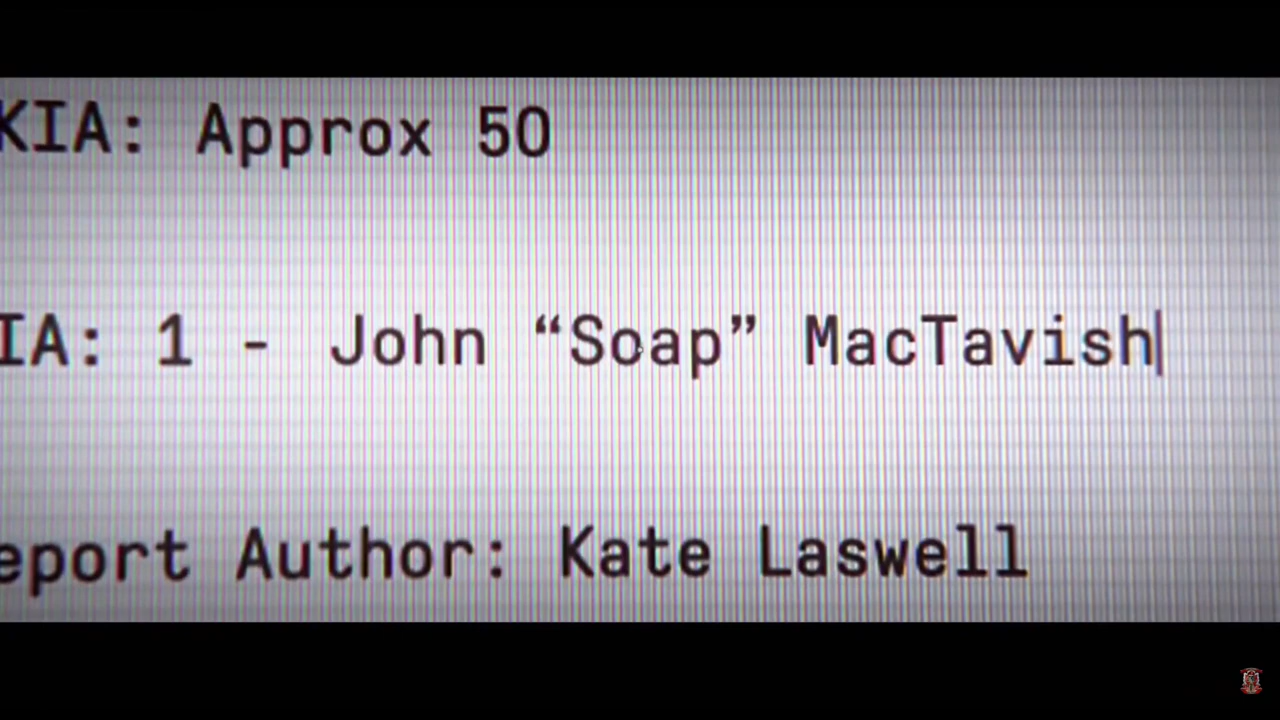 KIA: Approx 50
IA: 1 - John “Soap” MacTavish
eport Author: Kate Laswell